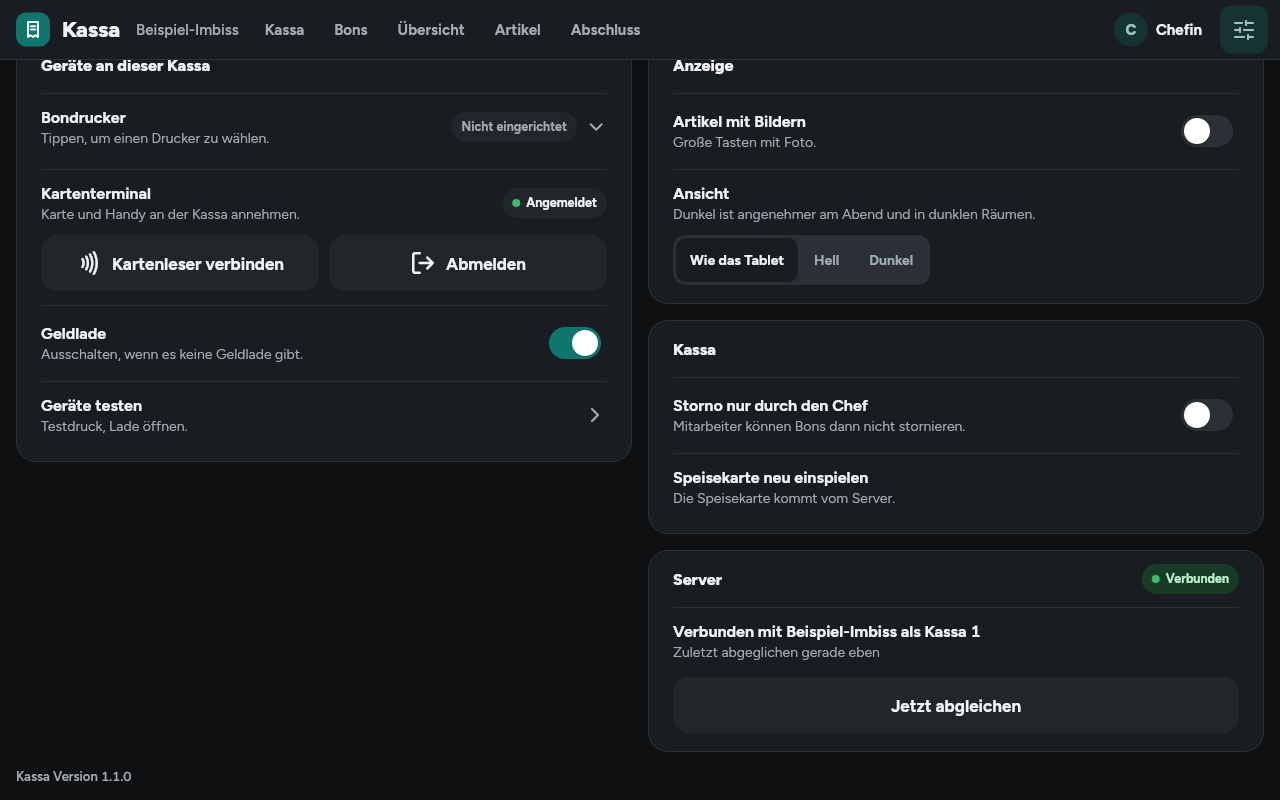 Kassa
Beispiel-Imbiss
Kassa
Bons
Übersicht
Artikel
Abschluss
C
Chefin
Geräte an dieser Kassa
Bondrucker
Tippen, um einen Drucker zu wählen.
Nicht eingerichtet
Kartenterminal
Karte und Handy an der Kassa annehmen.
Angemeldet
Kartenleser verbinden
Abmelden
Geldlade
Ausschalten, wenn es keine Geldlade gibt.
Geräte testen
Testdruck, Lade öffnen.
Anzeige
Artikel mit Bildern
Große Tasten mit Foto.
Ansicht
Dunkel ist angenehmer am Abend und in dunklen Räumen.
Wie das Tablet
Hell
Dunkel
Kassa
Storno nur durch den Chef
Mitarbeiter können Bons dann nicht stornieren.
Speisekarte neu einspielen
Die Speisekarte kommt vom Server.
Server
Verbunden
Verbunden mit Beispiel-Imbiss als Kassa 1
Zuletzt abgeglichen gerade eben
Jetzt abgleichen
Kassa Version 1.1.0